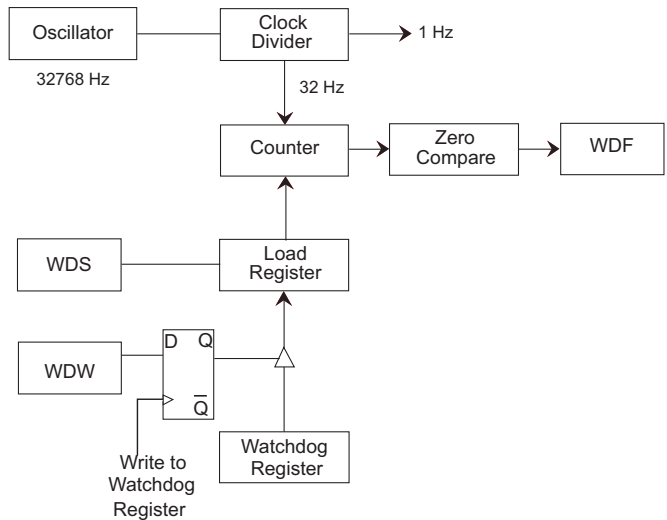 Oscillator
Clock
Divider
1 Hz
32768 Hz
32 Hz
Counter
Zero
Compare
WDF
WDS
Load
Register
WDW
D Q
Q̅
Watchdog
Register
Write to
Watchdog
Register